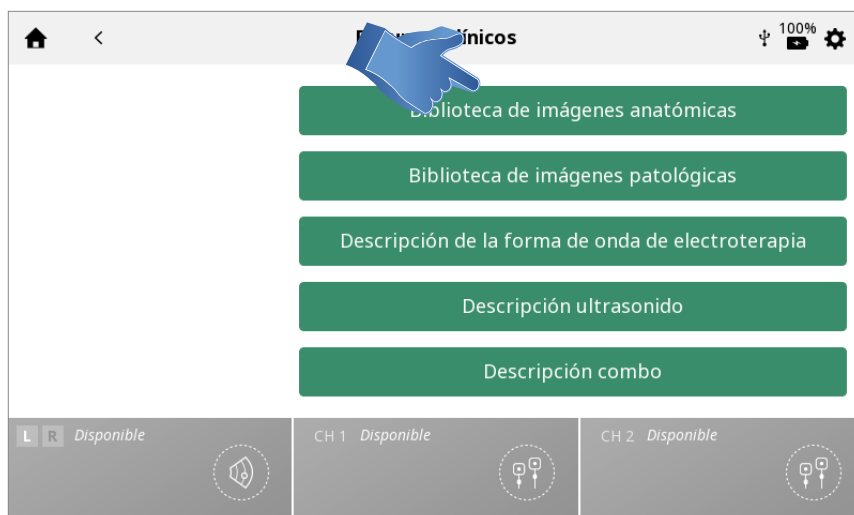 línicos
100%
Biblioteca de imágenes anatómicas
Biblioteca de imágenes patológicas
Descripción de la forma de onda de electroterapia
Descripción ultrasonido
Descripción combo
L R Disponible
CH 1 Disponible
CH 2 Disponible